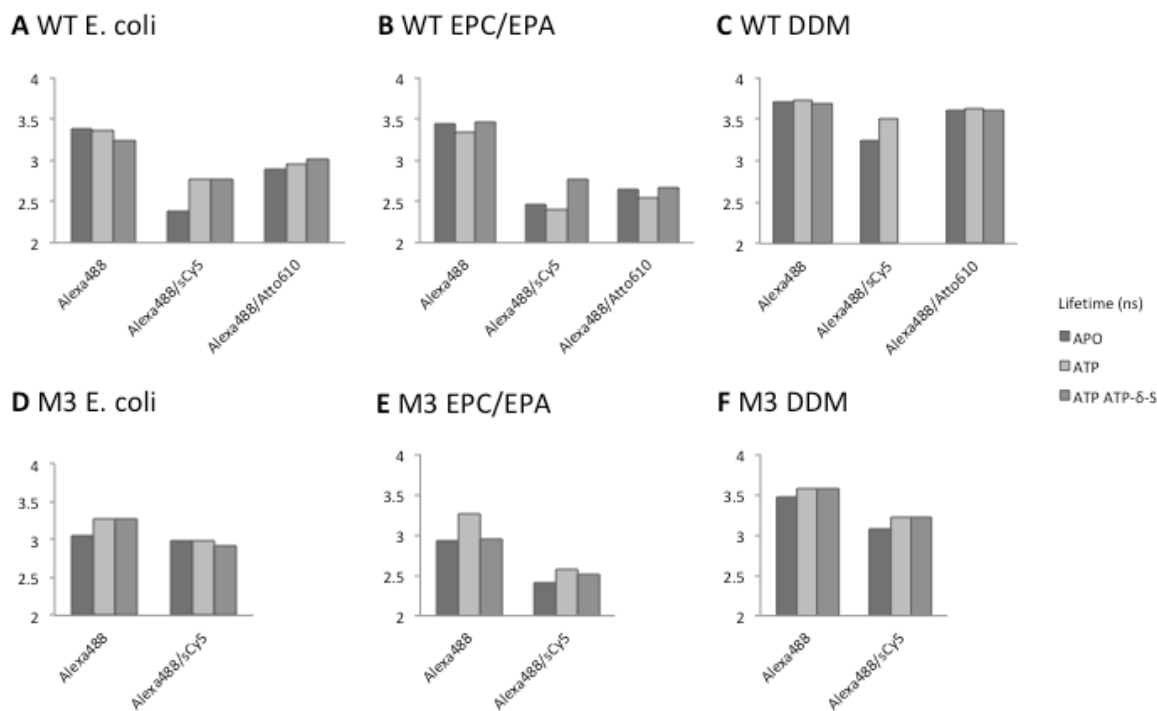 A WT E. coli
B WT EPC/EPA
C WT DDM
4
3.5
3
2.5
2
Alexa488
Alexa488/sCy5
Alexa488/Atto610
4
3.5
3
2.5
2
Alexa488
Alexa488/sCy5
Alexa488/Atto610
4
3.5
3
2.5
2
Alexa488
Alexa488/sCy5
Alexa488/Atto610
Lifetime (ns)
APO
ATP
ATP ATP-δ-S
D M3 E. coli
E M3 EPC/EPA
F M3 DDM
4
3.5
3
2.5
2
Alexa488
Alexa488/sCy5
4
3.5
3
2.5
2
Alexa488
Alexa488/sCy5
4
3.5
3
2.5
2
Alexa488
Alexa488/sCy5